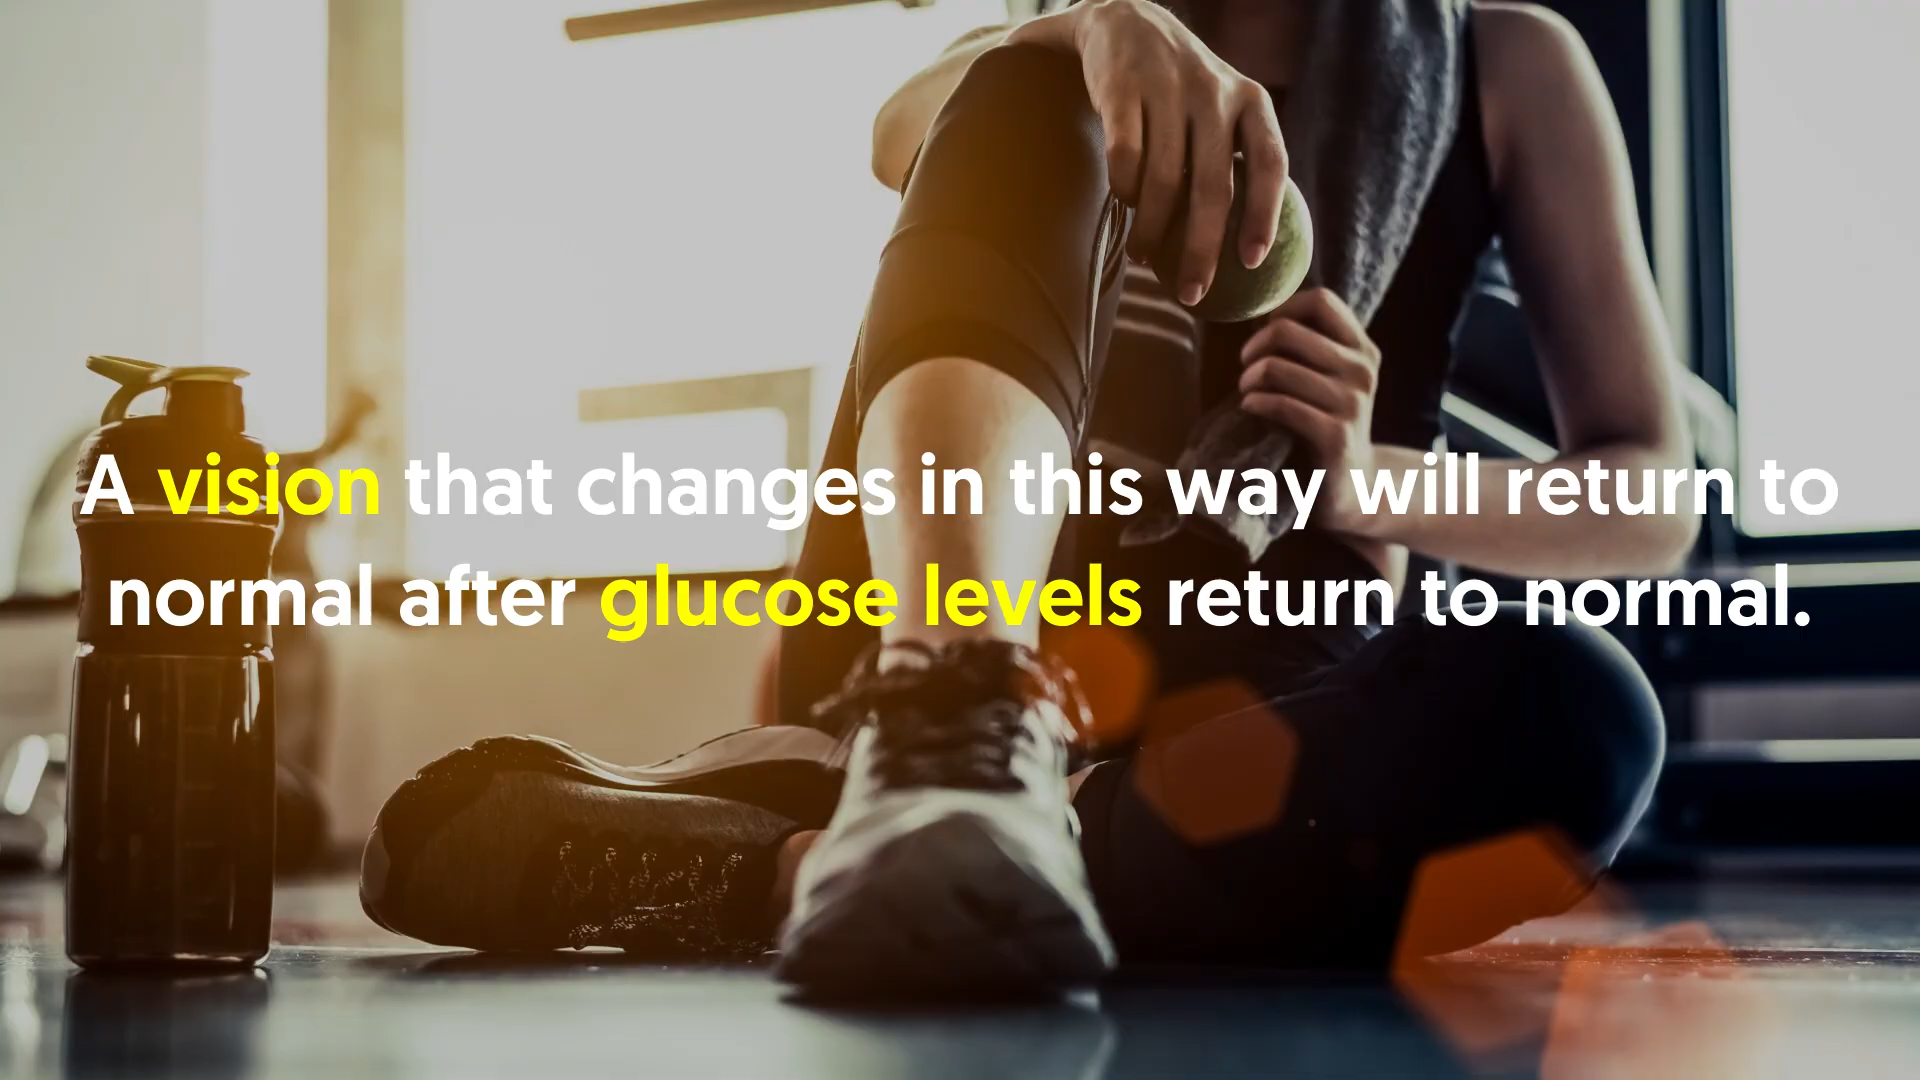 A vision that changes in this way will return to
normal after glucose levels return to normal.